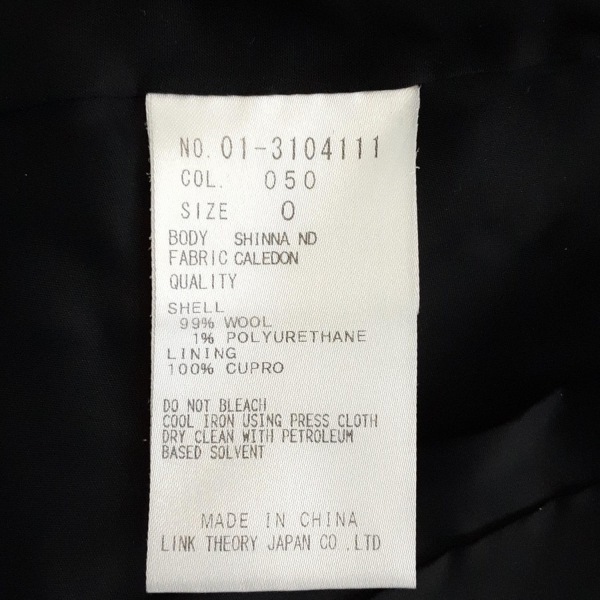 NO. 01-3104111
COL. 050
SIZE 0
BODY SHINNA ND
FABRIC CALEDON
QUALITY
SHELL
99% WOOL
1% POLYURETHANE
LINING
100% CUPRO
DO NOT BLEACH
COOL IRON USING PRESS CLOTH
DRY CLEAN WITH PETROLEUM
BASED SOLVENT
MADE IN CHINA
LINK THEORY JAPAN CO .LTD